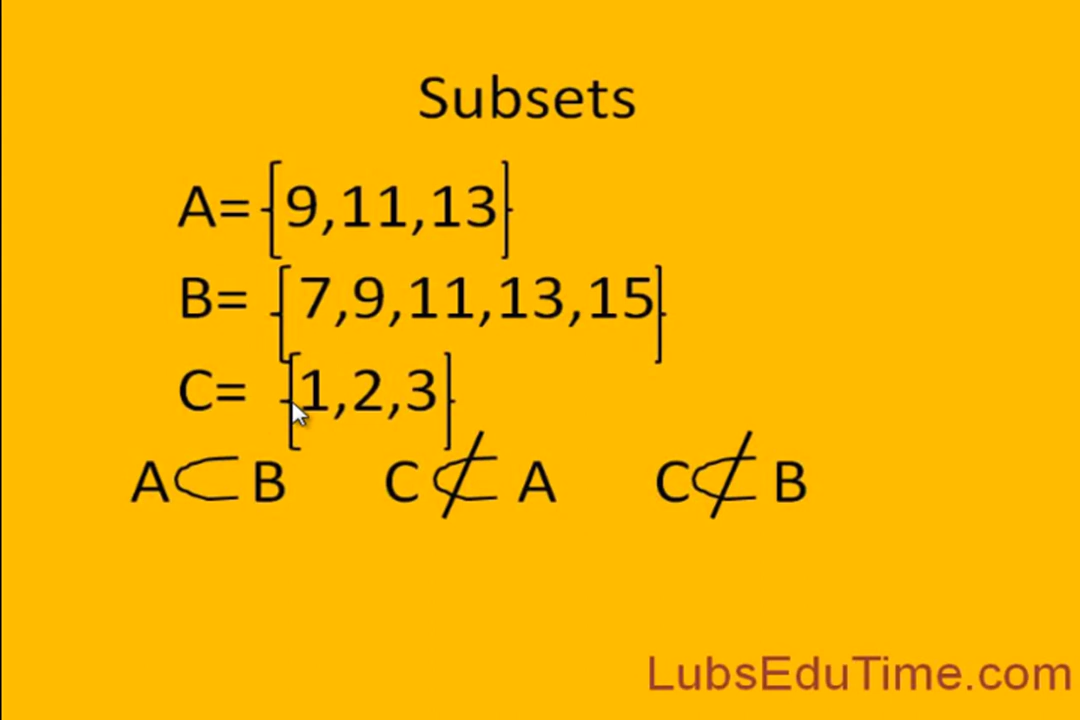 Subsets
A={9,11,13}
B= {7,9,11,13,15}
C= {1,2,3}
A⊂B C⊄A C⊄B
LubsEduTime.com